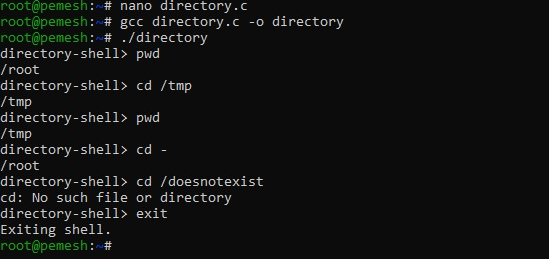 root@pemesh:~# nano directory.c
root@pemesh:~# gcc directory.c -o directory
root@pemesh:~# ./directory
directory-shell> pwd
/root
directory-shell> cd /tmp
/tmp
directory-shell> pwd
/tmp
directory-shell> cd -
/root
directory-shell> cd /doesnotexist
cd: No such file or directory
directory-shell> exit
Exiting shell.
root@pemesh:~#